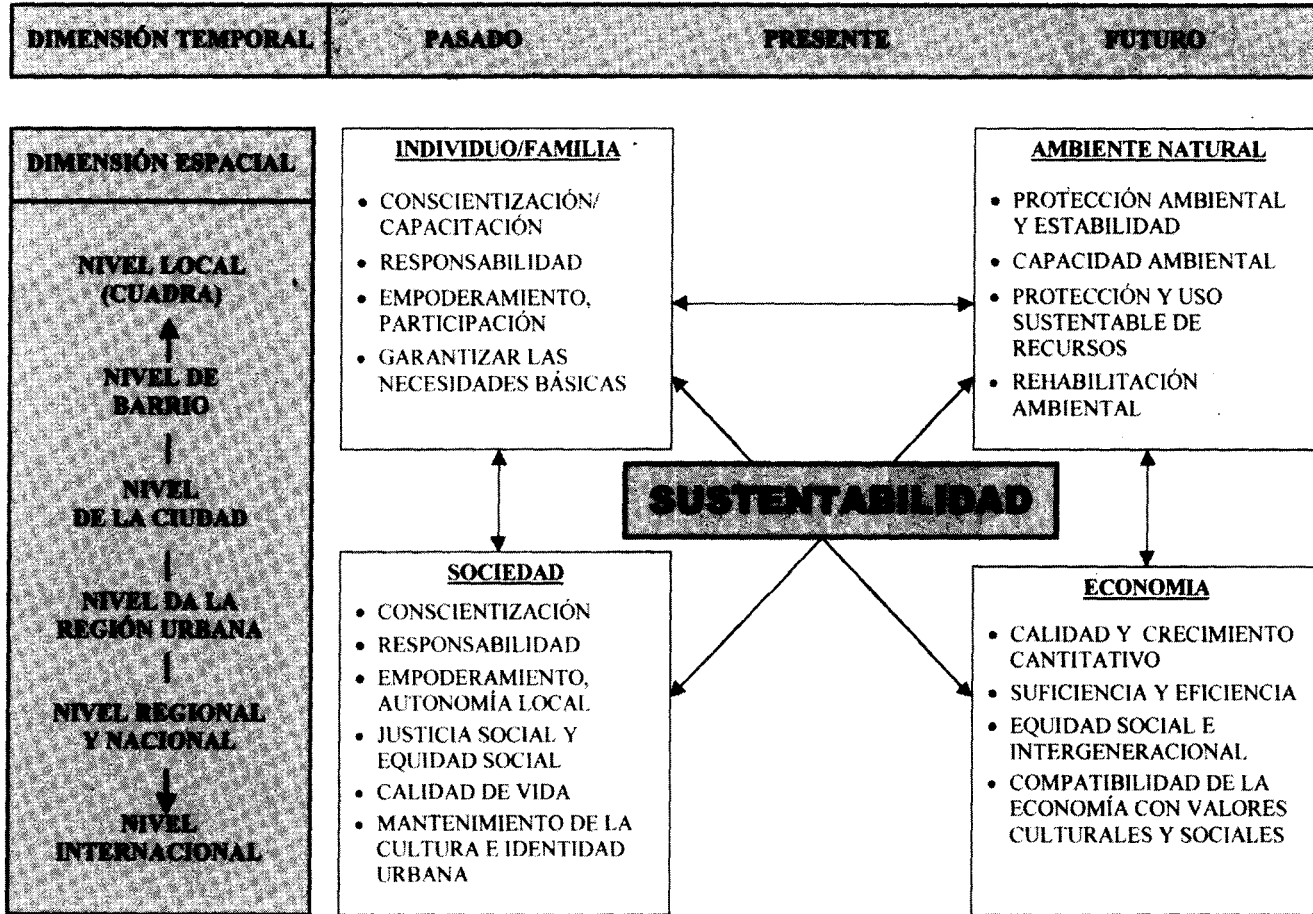 DIMENSIÓN TEMPORAL PASADO PRESENTE FUTURO
DIMENSIÓN ESPACIAL
NIVEL LOCAL
(CUADRA)
NIVEL DE
BARRIO
NIVEL
DE LA CIUDAD
NIVEL DA LA
REGIÓN URBANA
NIVEL REGIONAL
Y NACIONAL
NIVEL
INTERNACIONAL
INDIVIDUO/FAMILIA
• CONSCIENTIZACIÓN/
CAPACITACIÓN
• RESPONSABILIDAD
• EMPODERAMIENTO,
PARTICIPACIÓN
• GARANTIZAR LAS
NECESIDADES BÁSICAS
AMBIENTE NATURAL
• PROTECCIÓN AMBIENTAL
Y ESTABILIDAD
• CAPACIDAD AMBIENTAL
• PROTECCIÓN Y USO
SUSTENTABLE DE
RECURSOS
• REHABILITACIÓN
AMBIENTAL
SUSTENTABILIDAD
SOCIEDAD
• CONSCIENTIZACIÓN
• RESPONSABILIDAD
• EMPODERAMIENTO,
AUTONOMÍA LOCAL
• JUSTICIA SOCIAL Y
EQUIDAD SOCIAL
• CALIDAD DE VIDA
• MANTENIMIENTO DE LA
CULTURA E IDENTIDAD
URBANA
ECONOMIA
• CALIDAD Y CRECIMIENTO
CANTITATIVO
• SUFICIENCIA Y EFICIENCIA
• EQUIDAD SOCIAL E
INTERGENERACIONAL
• COMPATIBILIDAD DE LA
ECONOMÍA CON VALORES
CULTURALES Y SOCIALES